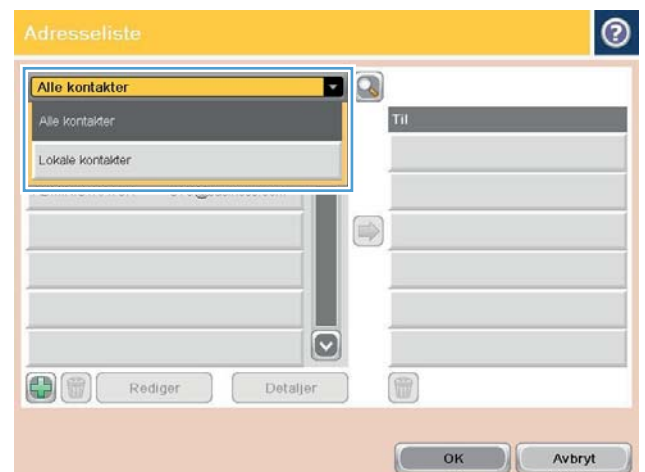 Adresseliste
Alle kontakter
Alle kontakter
Til
Lokale kontakter
Rediger
Detaljer
OK
Avbryt